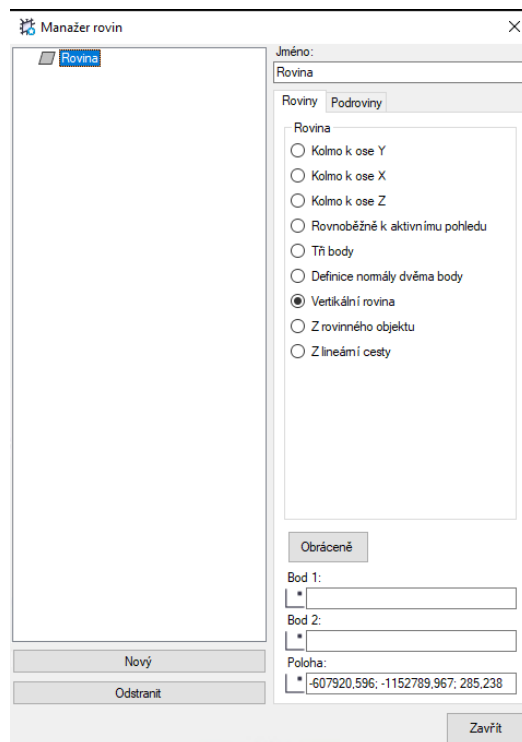 Manažer rovin
Rovina
Jméno:
Rovina
Roviny
Podroviny
Rovina
Kolmo k ose Y
Kolmo k ose X
Kolmo k ose Z
Rovnoběžně k aktivnímu pohledu
Tři body
Definice normály dvěma body
Vertikální rovina
Z rovinného objektu
Z lineární cesty
Obráceně
Bod 1:
Bod 2:
Poloha:
-607920,596; -1152789,967; 285,238
Nový
Odstranit
Zavřít